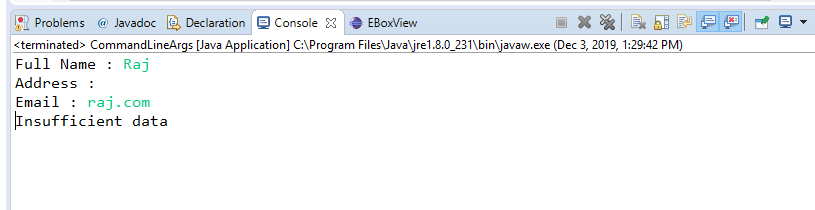 Problems @ Javadoc Declaration Console EBoxView
<terminated> CommandLineArgs [Java Application] C:\Program Files\Java\jre1.8.0_231\bin\javaw.exe (Dec 3, 2019, 1:29:42 PM)
Full Name : Raj
Address :
Email : raj.com
Insufficient data